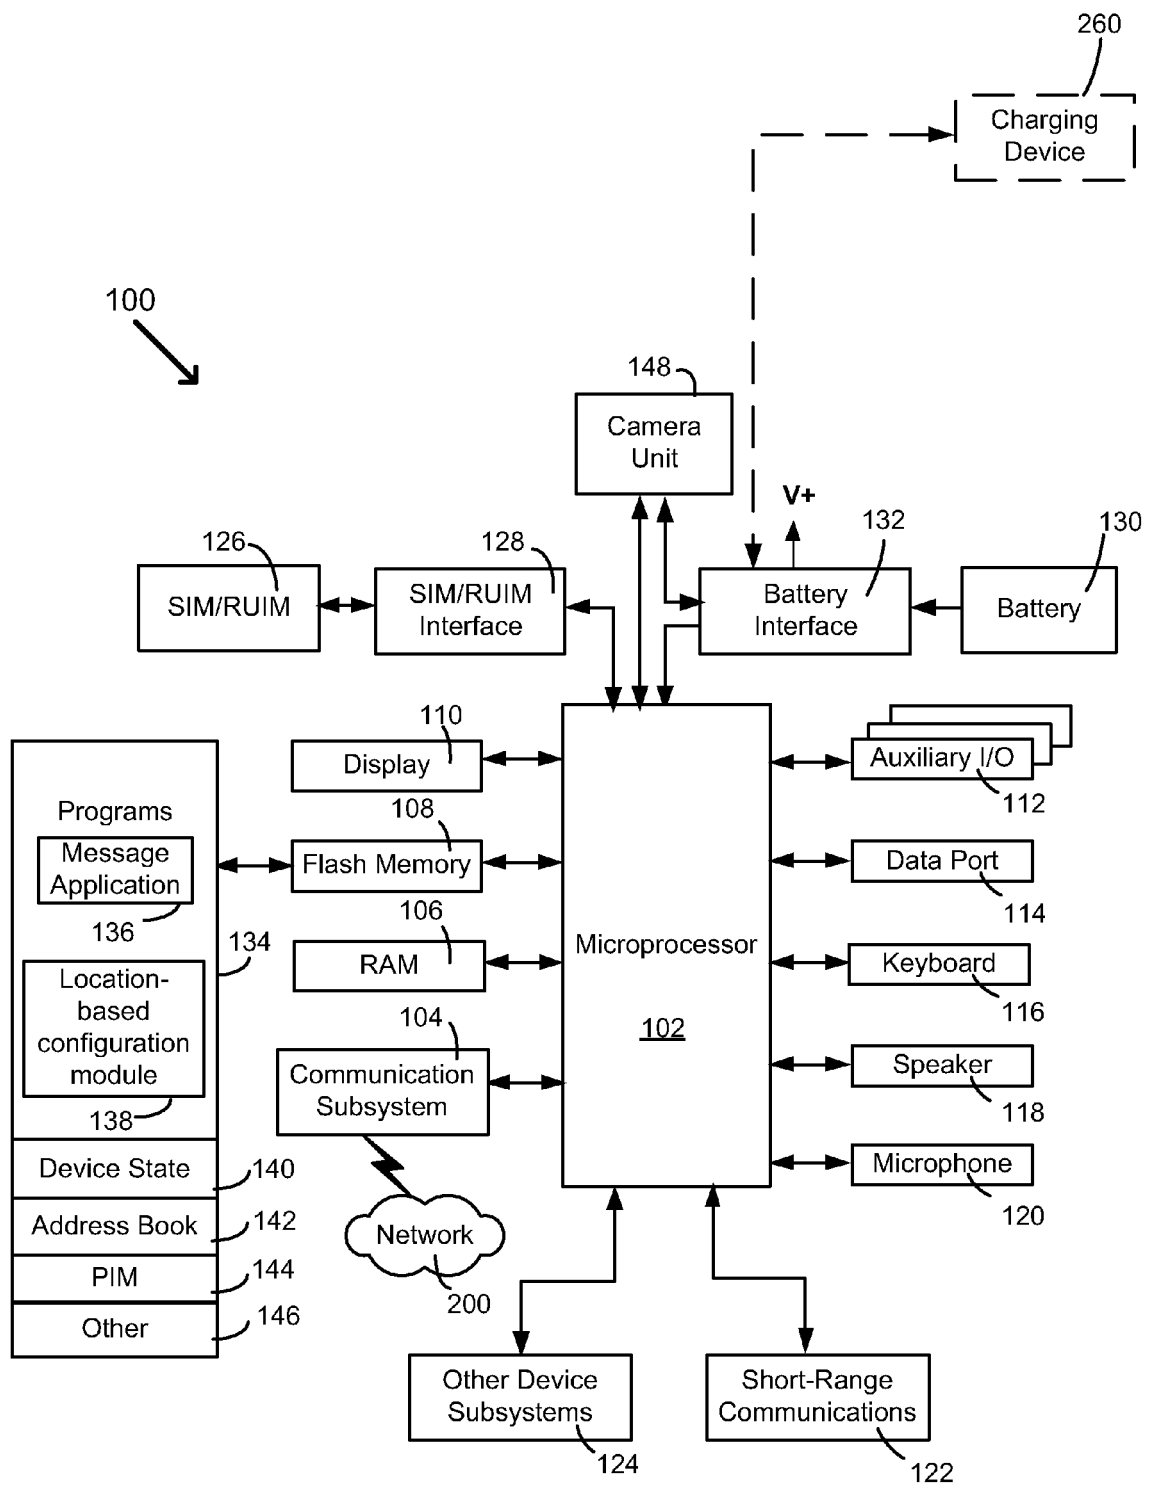 260
Charging
Device
100
148
Camera
Unit
V+
126
128
132
130
SIM/RUIM
SIM/RUIM
Interface
Battery
Interface
Battery
110
Display
Auxiliary I/O
112
Programs
Message
Application
136
108
Flash Memory
Data Port
114
134
106
RAM
Microprocessor
102
Keyboard
116
Location-
based
configuration
module
138
104
Communication
Subsystem
Speaker
118
Device State
140
Microphone
120
Address Book
142
Network
200
PIM
144
Other
146
Other Device
Subsystems
124
Short-Range
Communications
122